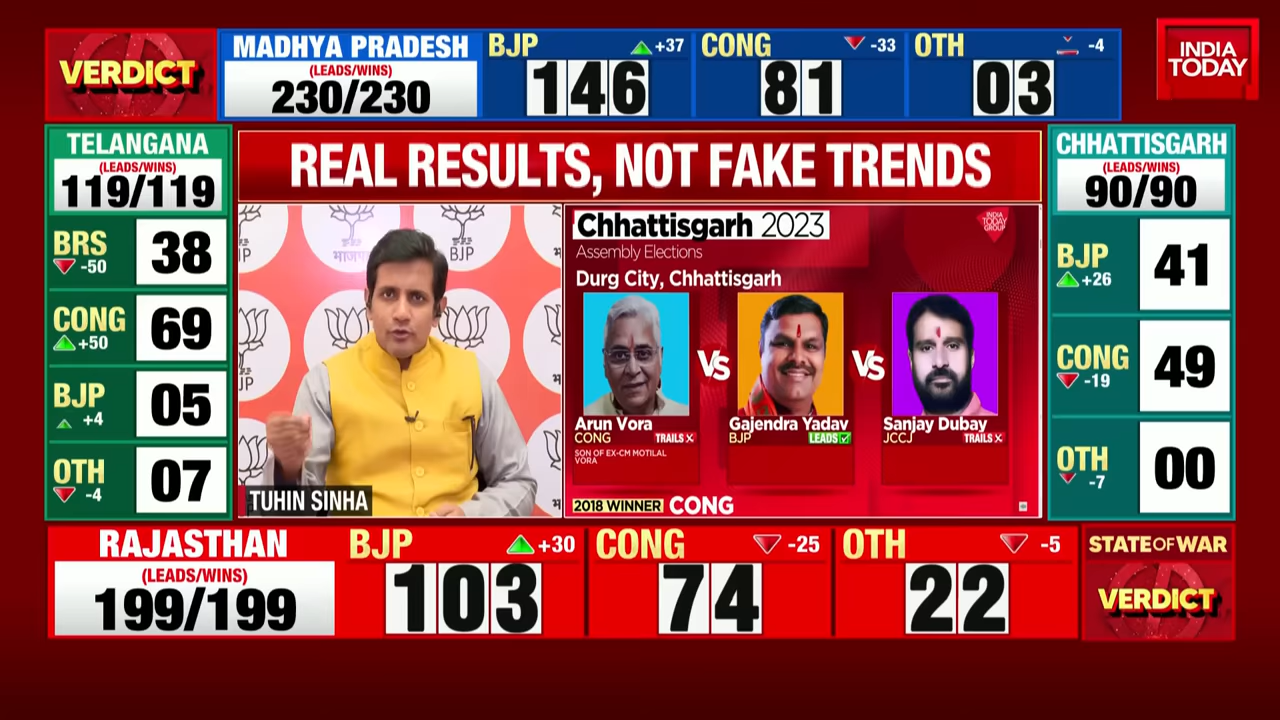 VERDICT
MADHYA PRADESH
(LEADS/WINS)
230/230
BJP
+37
146
CONG
-33
81
OTH
-4
03
INDIA
TODAY
TELANGANA
(LEADS/WINS)
119/119
BRS
-50
38
CONG
+50
69
BJP
+4
05
OTH
-4
07
REAL RESULTS, NOT FAKE TRENDS
BJP
TUHIN SINHA
Chhattisgarh 2023
Assembly Elections
INDIA
TODAY
GROUP
Durg City, Chhattisgarh
VS
VS
Arun Vora
CONG
TRAILS
SON OF EX-CM MOTILAL
VORA
Gajendra Yadav
BJP
LEADS
Sanjay Dubay
JCCJ
TRAILS
2018 WINNER CONG
CHHATTISGARH
(LEADS/WINS)
90/90
BJP
+26
41
CONG
-19
49
OTH
-7
00
RAJASTHAN
(LEADS/WINS)
199/199
BJP
+30
103
CONG
-25
74
OTH
-5
22
STATE OF WAR
VERDICT